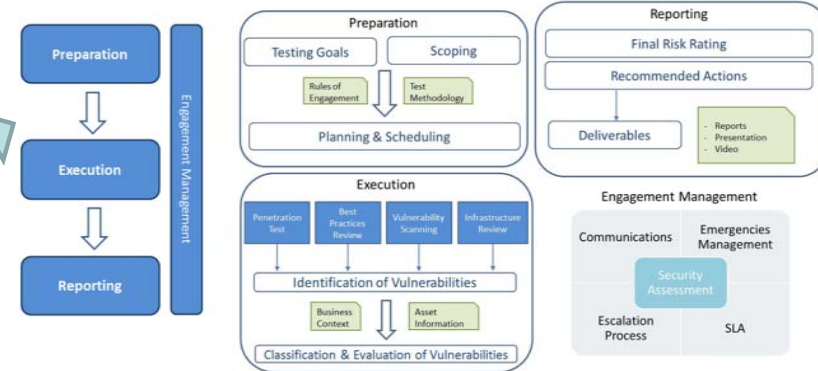 Preparation
Execution
Reporting
Engagement Management
Preparation
Testing Goals
Scoping
Rules of
Engagement
Test
Methodology
Planning & Scheduling
Execution
Penetration
Test
Best
Practices
Review
Vulnerability
Scanning
Infrastructure
Review
Identification of Vulnerabilities
Business
Context
Asset
Information
Classification & Evaluation of Vulnerabilities
Reporting
Final Risk Rating
Recommended Actions
Deliverables
- Reports
- Presentation
- Video
Engagement Management
Communications
Emergencies
Management
Security
Assessment
Escalation
Process
SLA